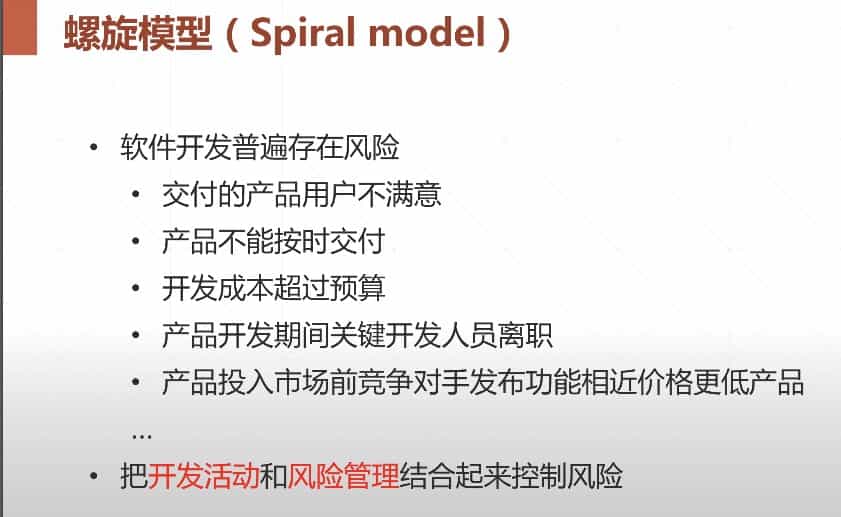 螺旋模型（Spiral model）
• 软件开发普遍存在风险
• 交付的产品用户不满意
• 产品不能按时交付
• 开发成本超过预算
• 产品开发期间关键开发人员离职
• 产品投入市场前竞争对手发布功能相近价格更低产品
...
• 把开发活动和风险管理结合起来控制风险